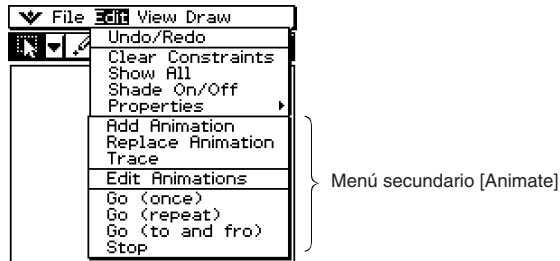 File Edit View Draw
Undo/Redo
Clear Constraints
Show All
Shade On/Off
Properties
Add Animation
Replace Animation
Trace
Edit Animations
Go (once)
Go (repeat)
Go (to and fro)
Stop
Menú secundario [Animate]